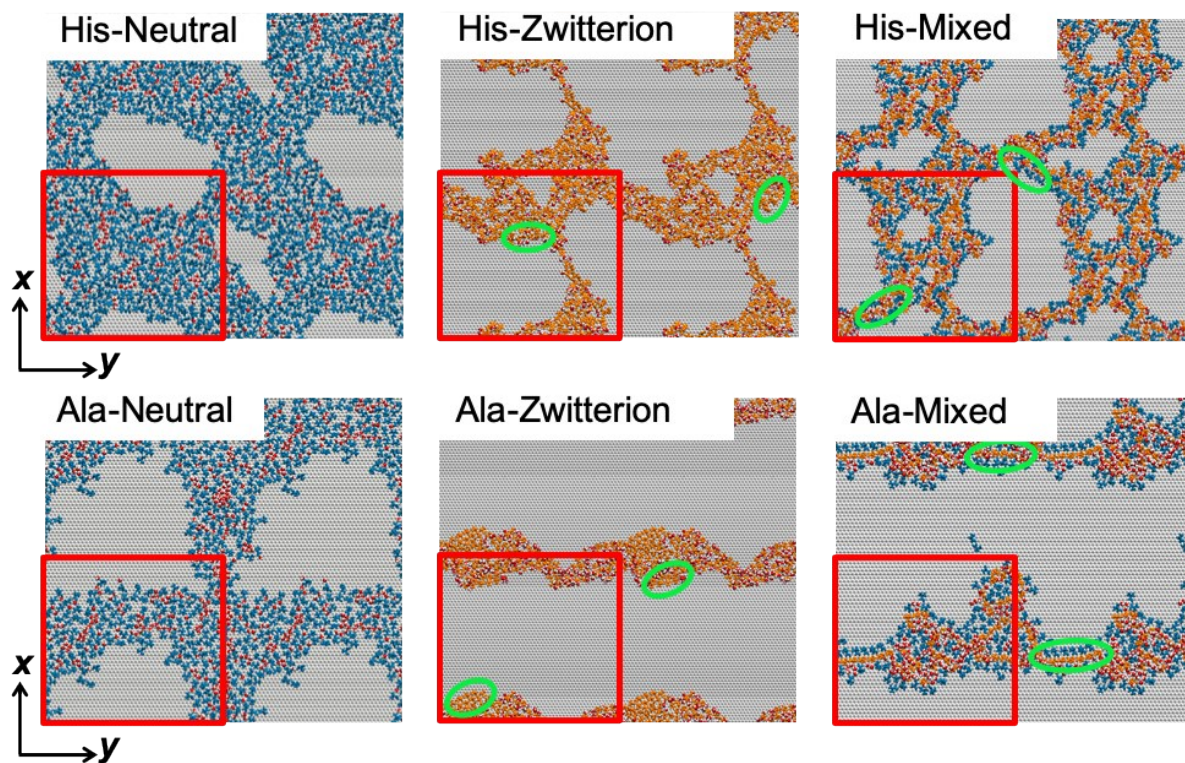 His-Neutral
His-Zwitterion
His-Mixed
x
y
Ala-Neutral
Ala-Zwitterion
Ala-Mixed
x
y